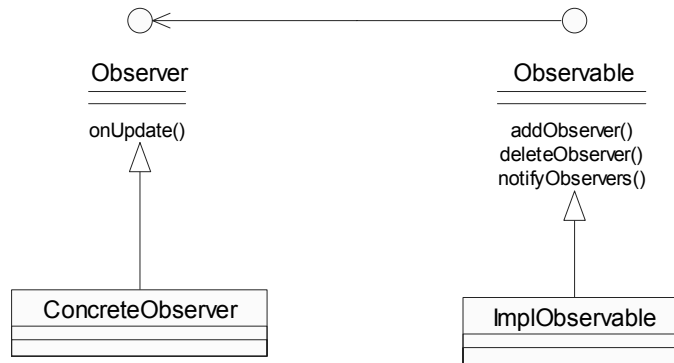 Observer
Observable
onUpdate()
addObserver()
deleteObserver()
notifyObservers()
ConcreteObserver
ImplObservable